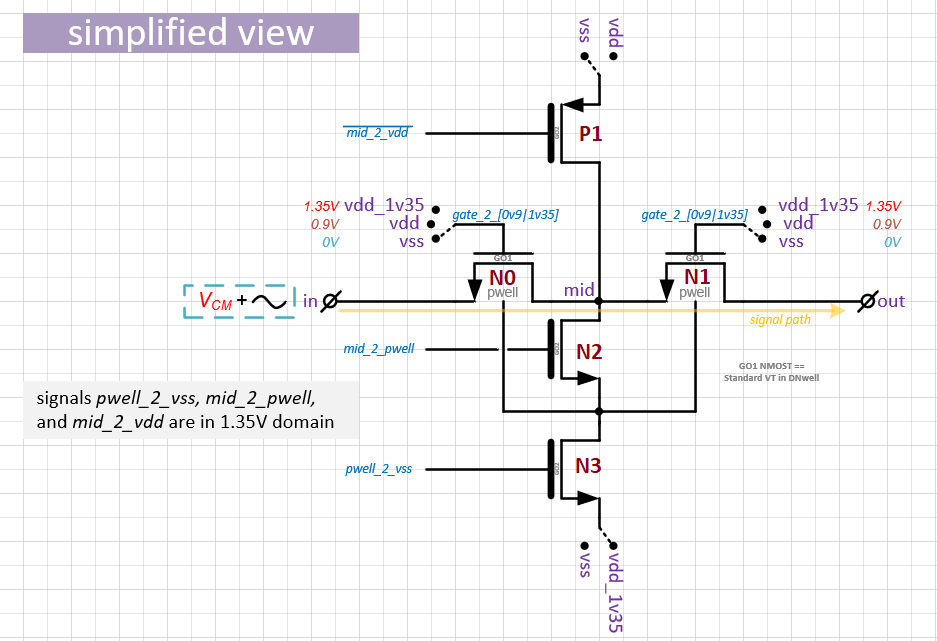 simplified view
vss
vdd
mid_2_vdd
GO2
P1
1.35V vdd_1v35
0.9V vdd
0V vss
gate_2_[0v9|1v35]
GO1
N0
pwell
gate_2_[0v9|1v35]
GO1
N1
pwell
vdd_1v35 1.35V
vdd 0.9V
vss 0V
VCM +
in
mid
out
signal path
mid_2_pwell
GO2
N2
GO1 NMOST ==
Standard VT in DNwell
signals pwell_2_vss, mid_2_pwell,
and mid_2_vdd are in 1.35V domain
pwell_2_vss
GO2
N3
vss
vdd_1v35